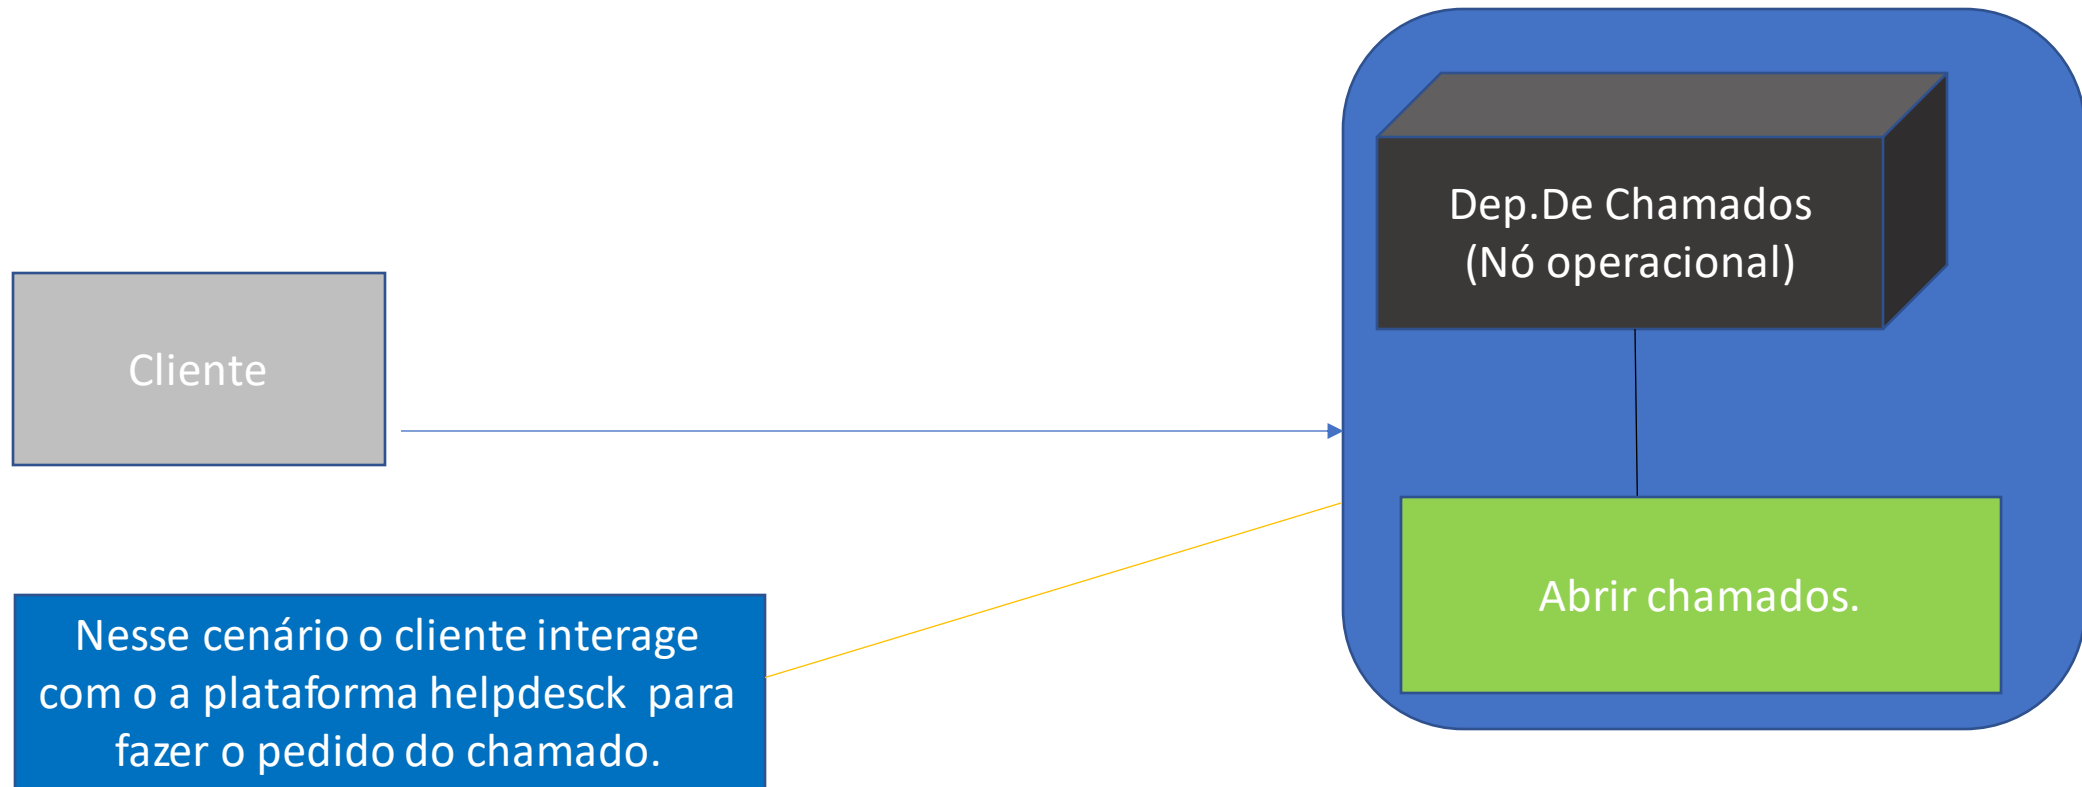 Dep.De Chamados
(Nó operacional)
Cliente
Abrir chamados.
Nesse cenário o cliente interage
com o a plataforma helpdesck para
fazer o pedido do chamado.